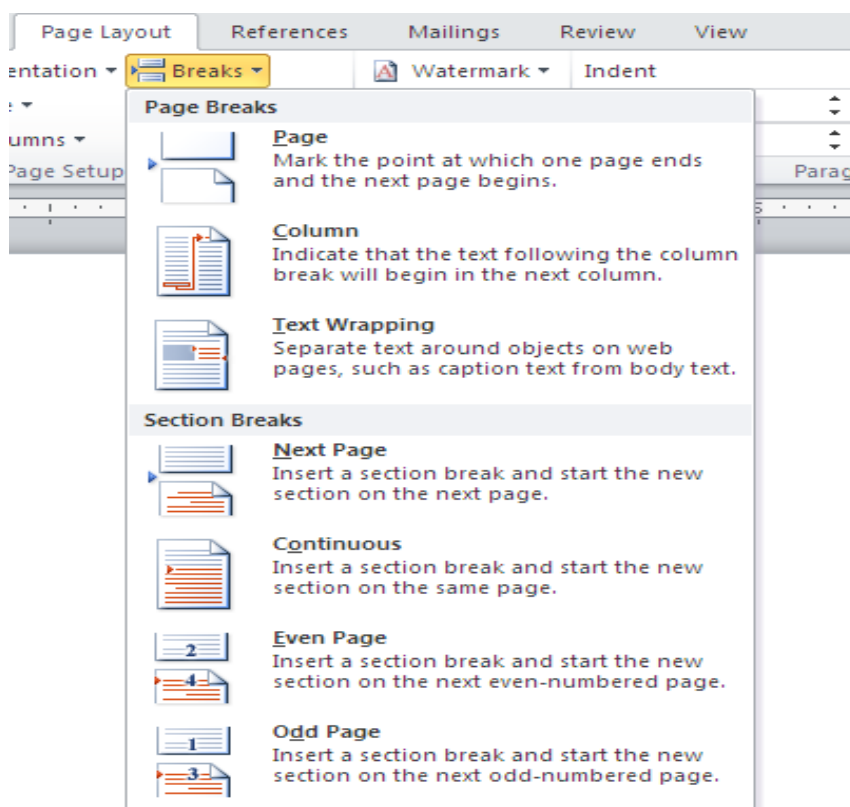 Page Layout References Mailings Review View
entation Breaks Watermark Indent
Page Breaks
umns
Page Setup Parag
Page
Mark the point at which one page ends
and the next page begins.
5
Column
Indicate that the text following the column
break will begin in the next column.
Text Wrapping
Separate text around objects on web
pages, such as caption text from body text.
Section Breaks
Next Page
Insert a section break and start the new
section on the next page.
Continuous
Insert a section break and start the new
section on the same page.
2
4
Even Page
Insert a section break and start the new
section on the next even-numbered page.
1
3
Odd Page
Insert a section break and start the new
section on the next odd-numbered page.